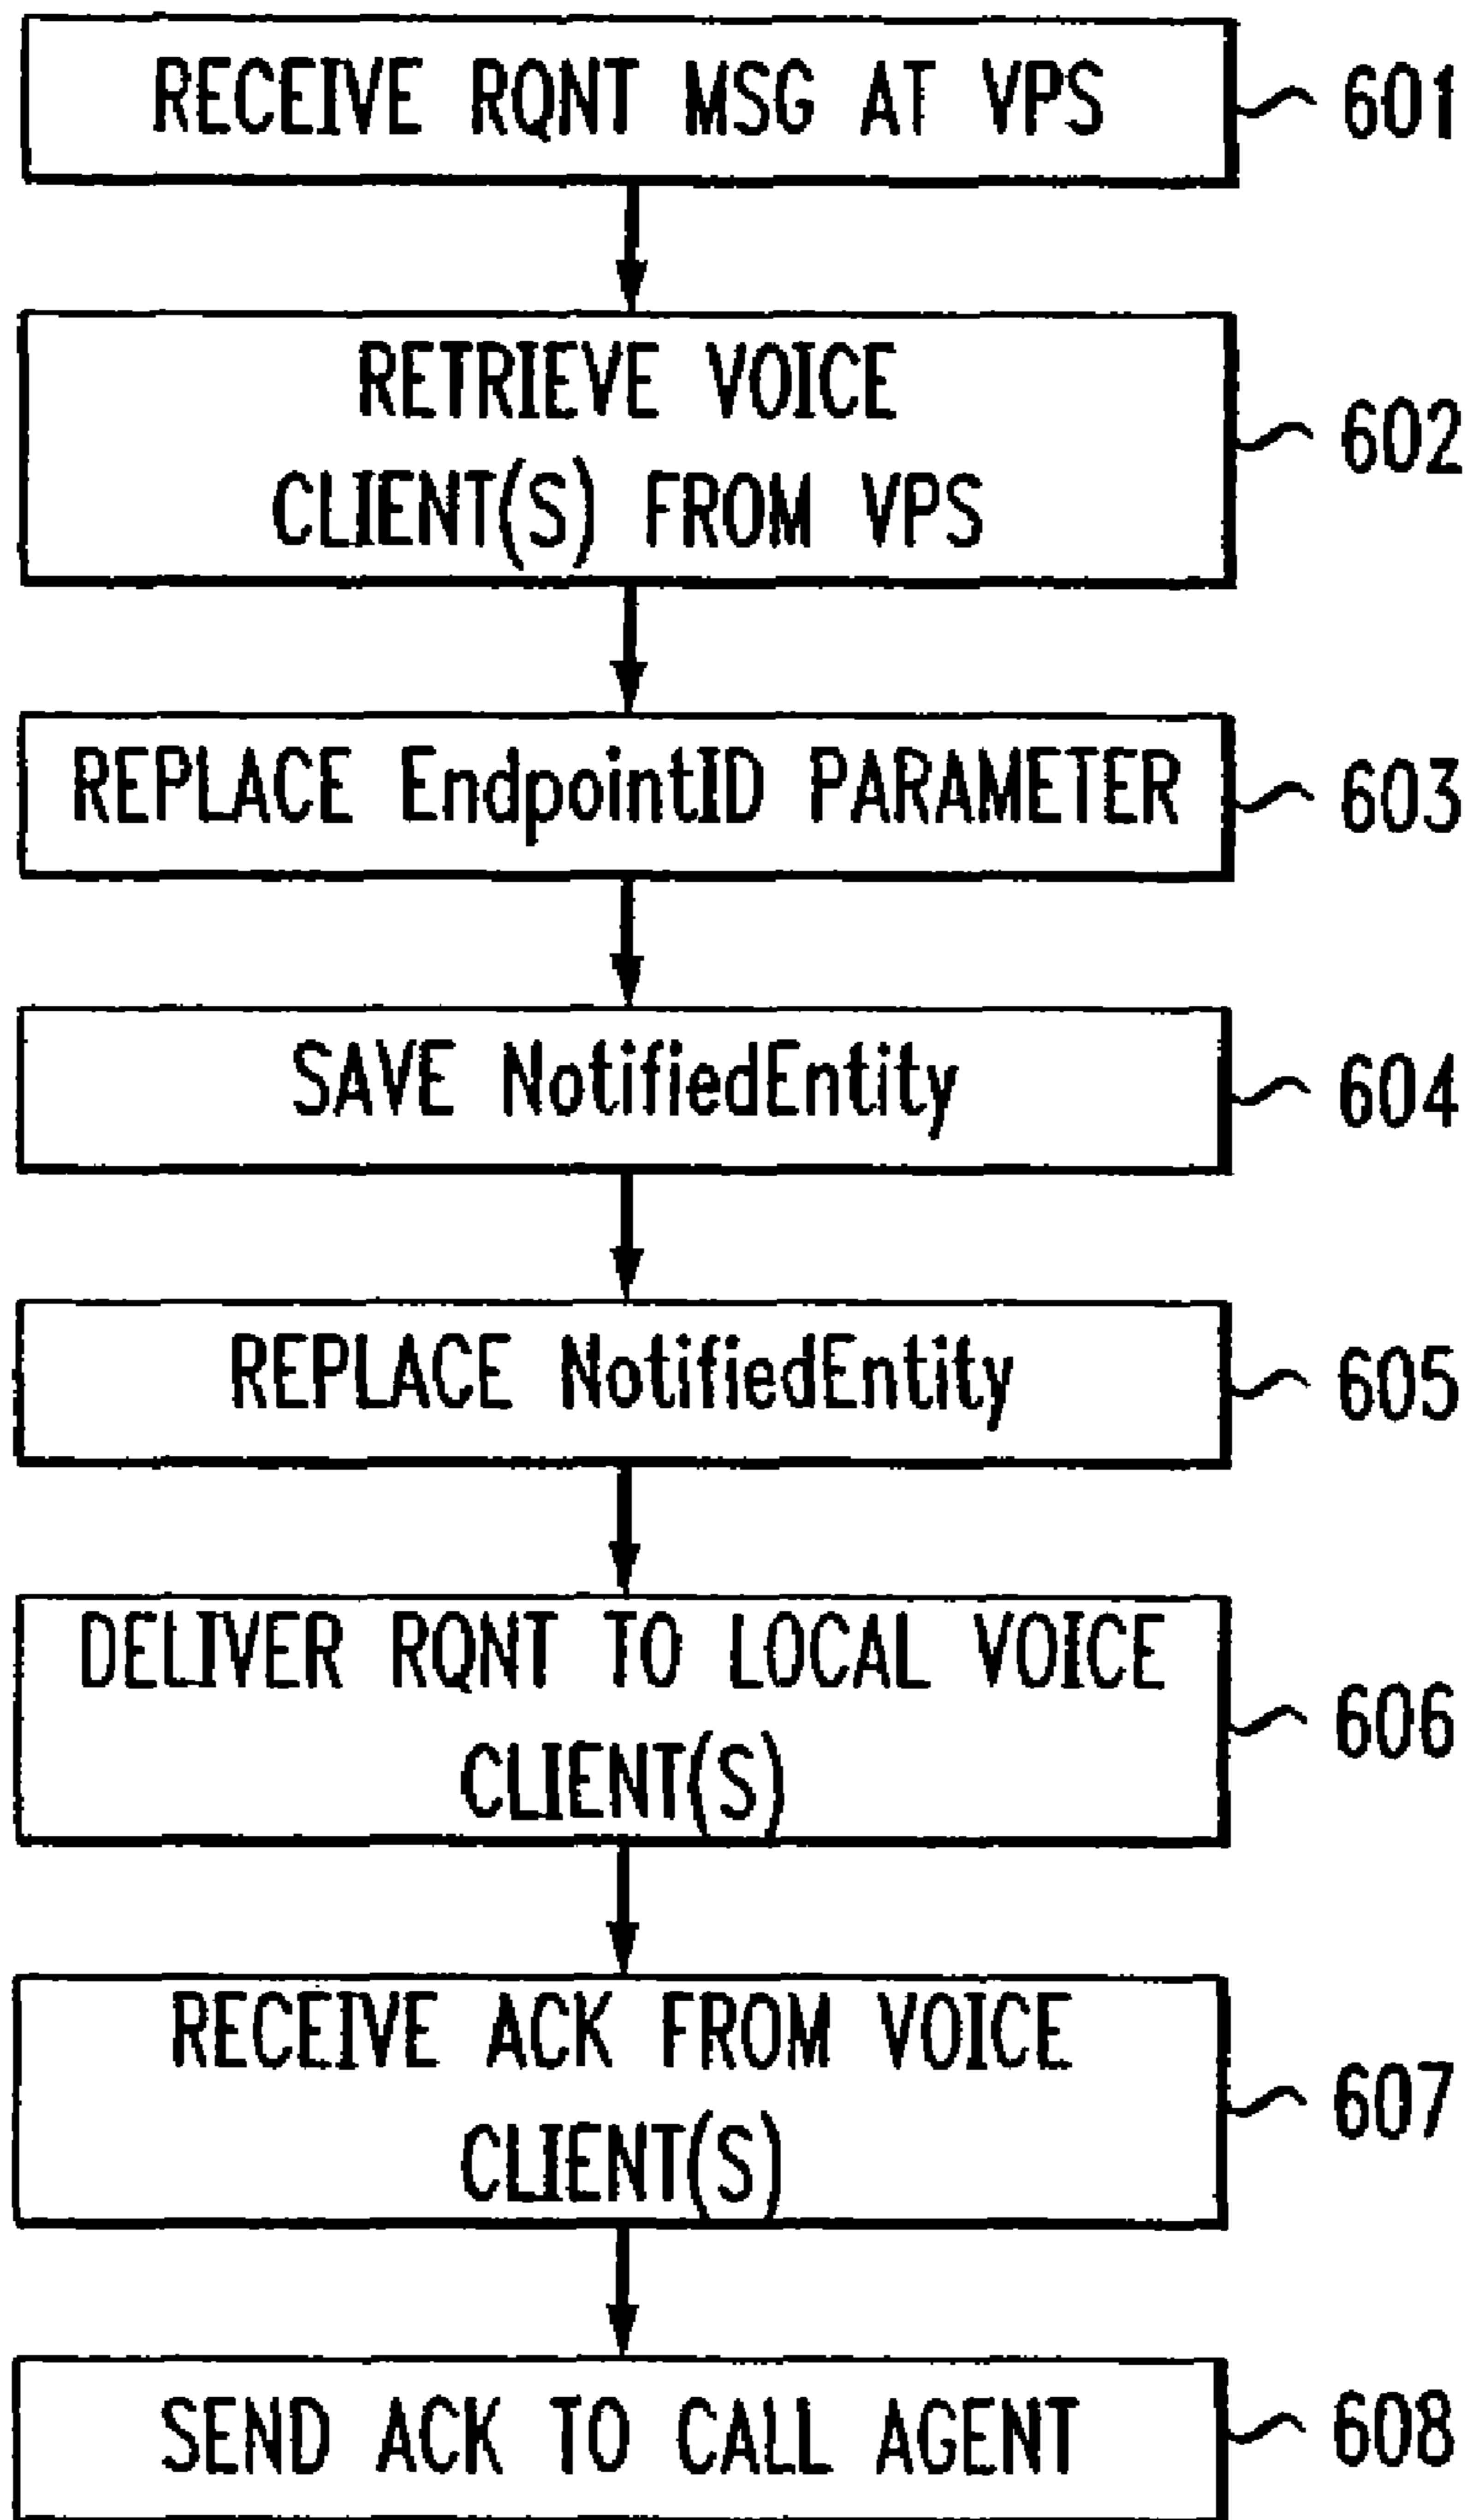 RECEIVE RQNT MSG AT VPS 601
RETRIEVE VOICE
CLIENT(S) FROM VPS 602
REPLACE EndpointID PARAMETER 603
SAVE NotifiedEntity 604
REPLACE NotifiedEntity 605
DELIVER RQNT TO LOCAL VOICE
CLIENT(S) 606
RECEIVE ACK FROM VOICE
CLIENT(S) 607
SEND ACK TO CALL AGENT 608